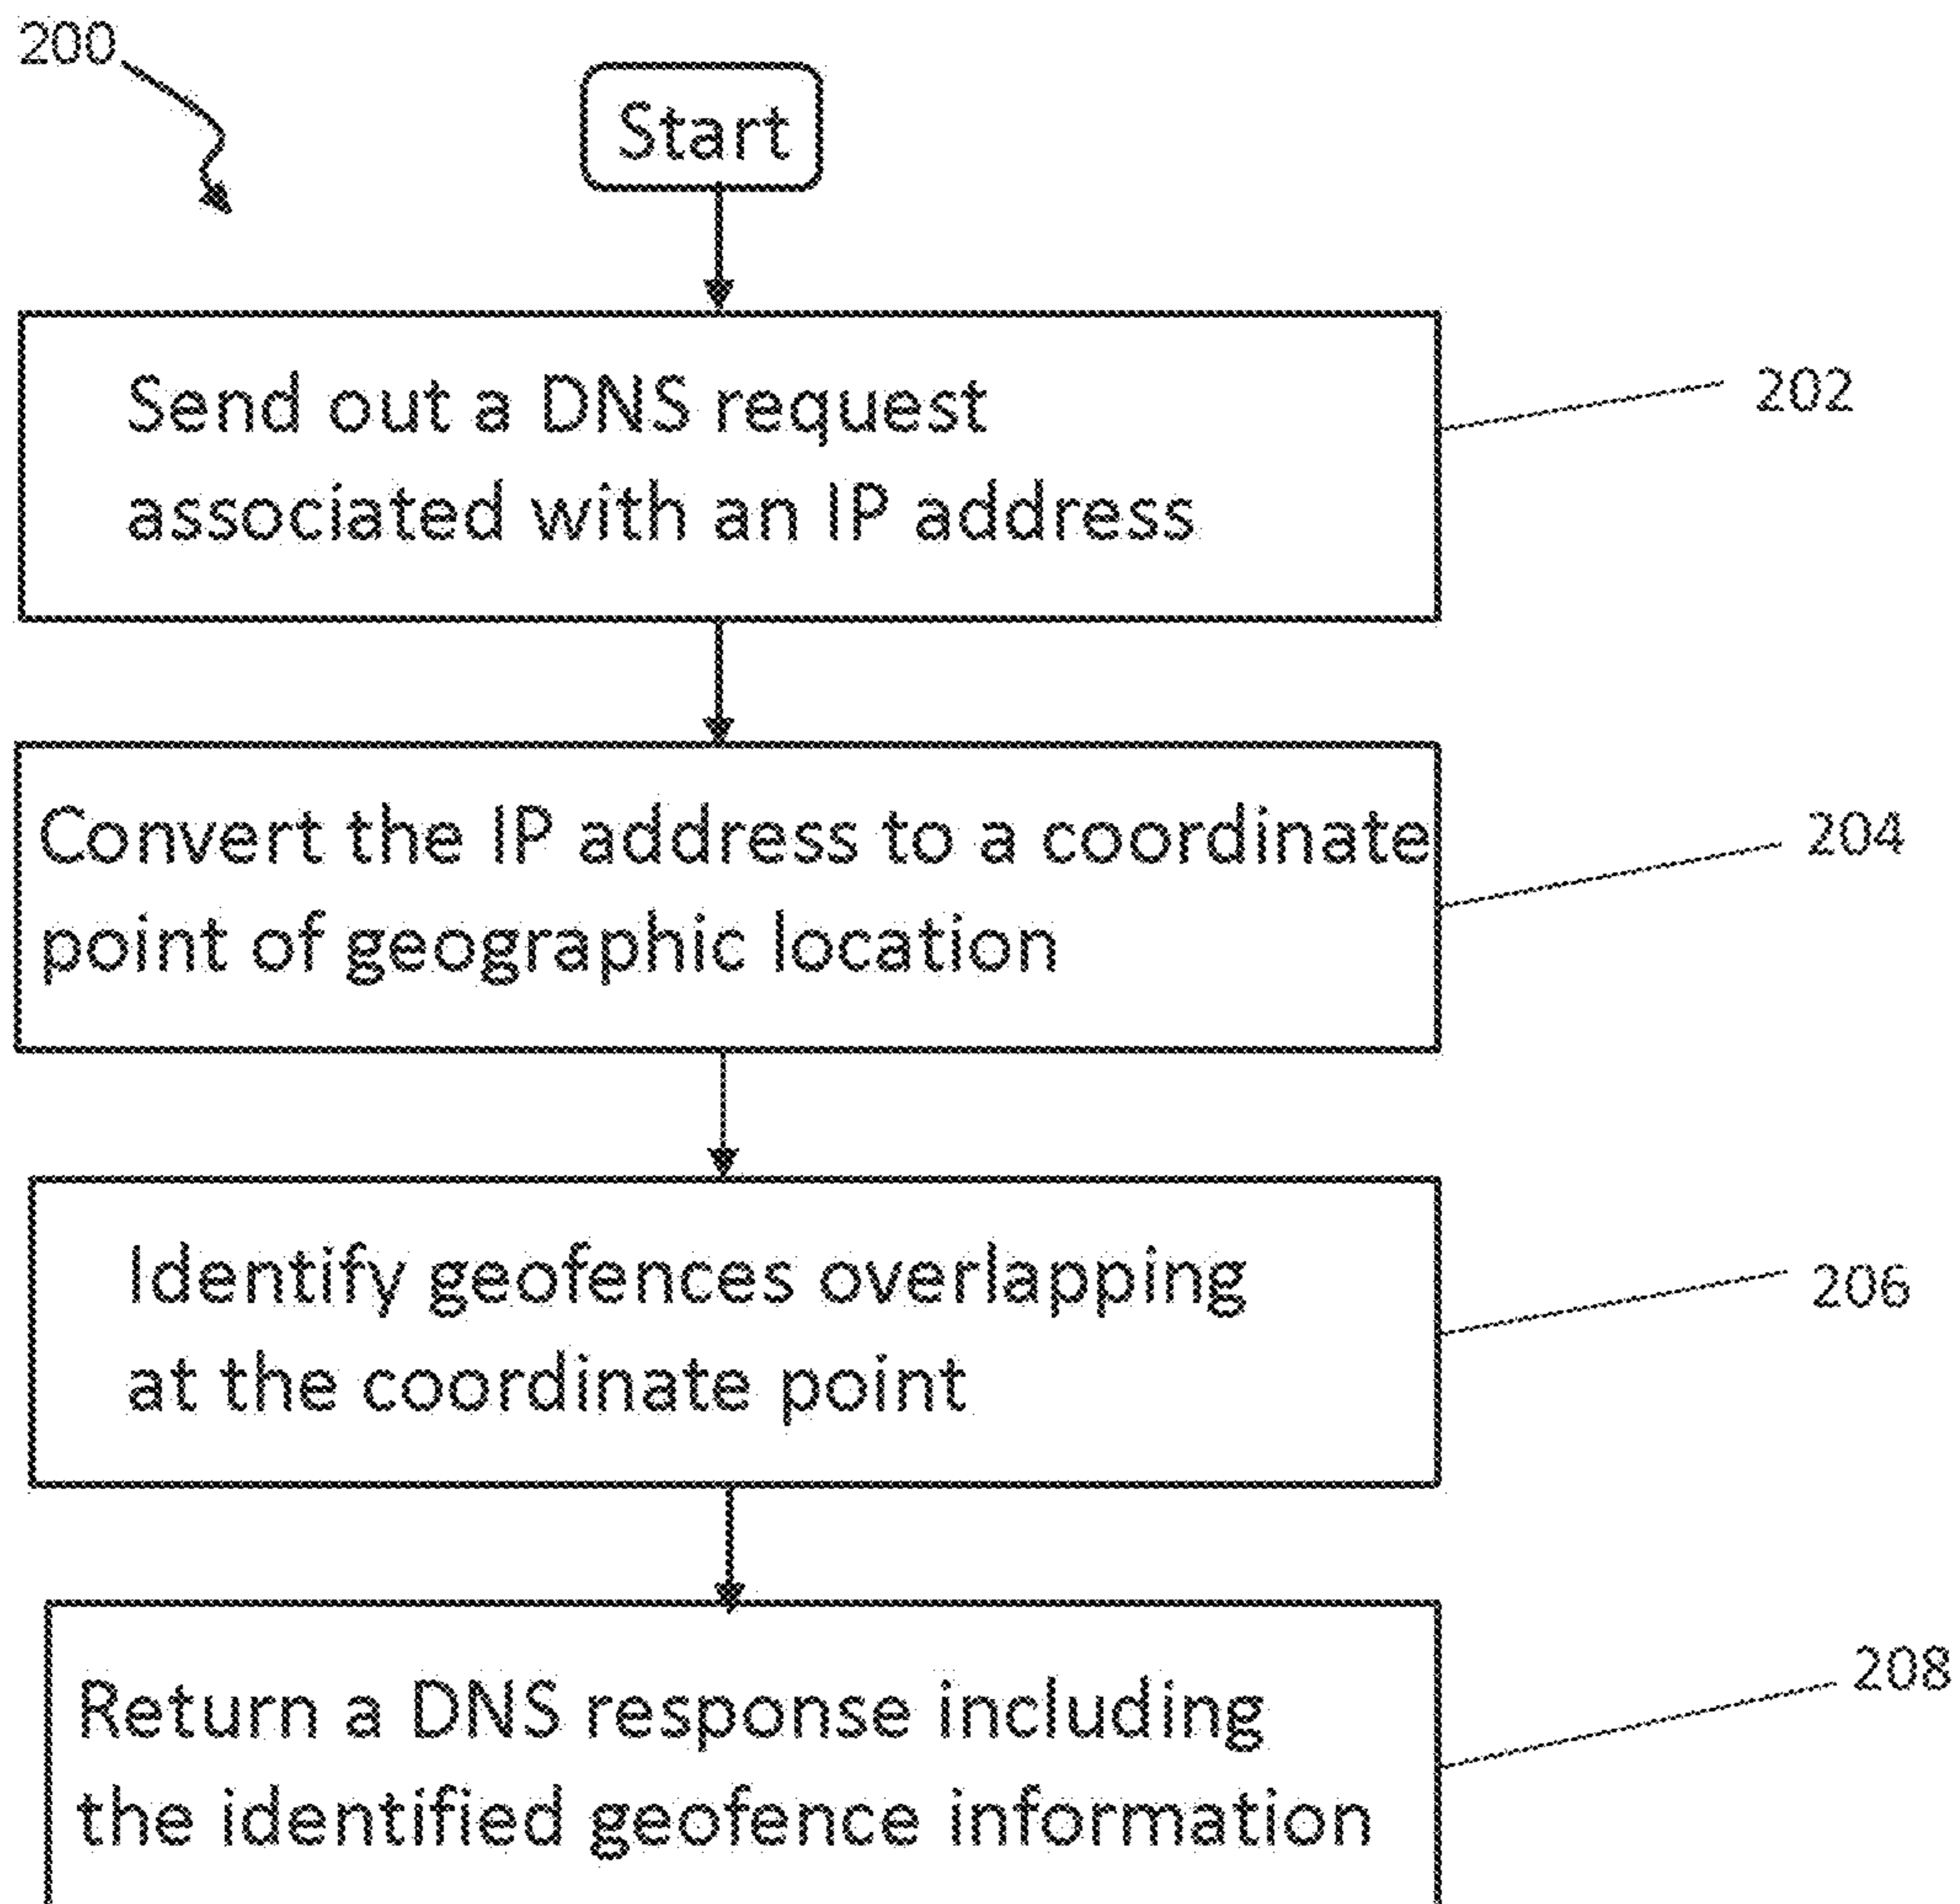 200
Start
Send out a DNS request
associated with an IP address
202
Convert the IP address to a coordinate
point of geographic location
204
Identify geofences overlapping
at the coordinate point
206
Return a DNS response including
the identified geofence information
208